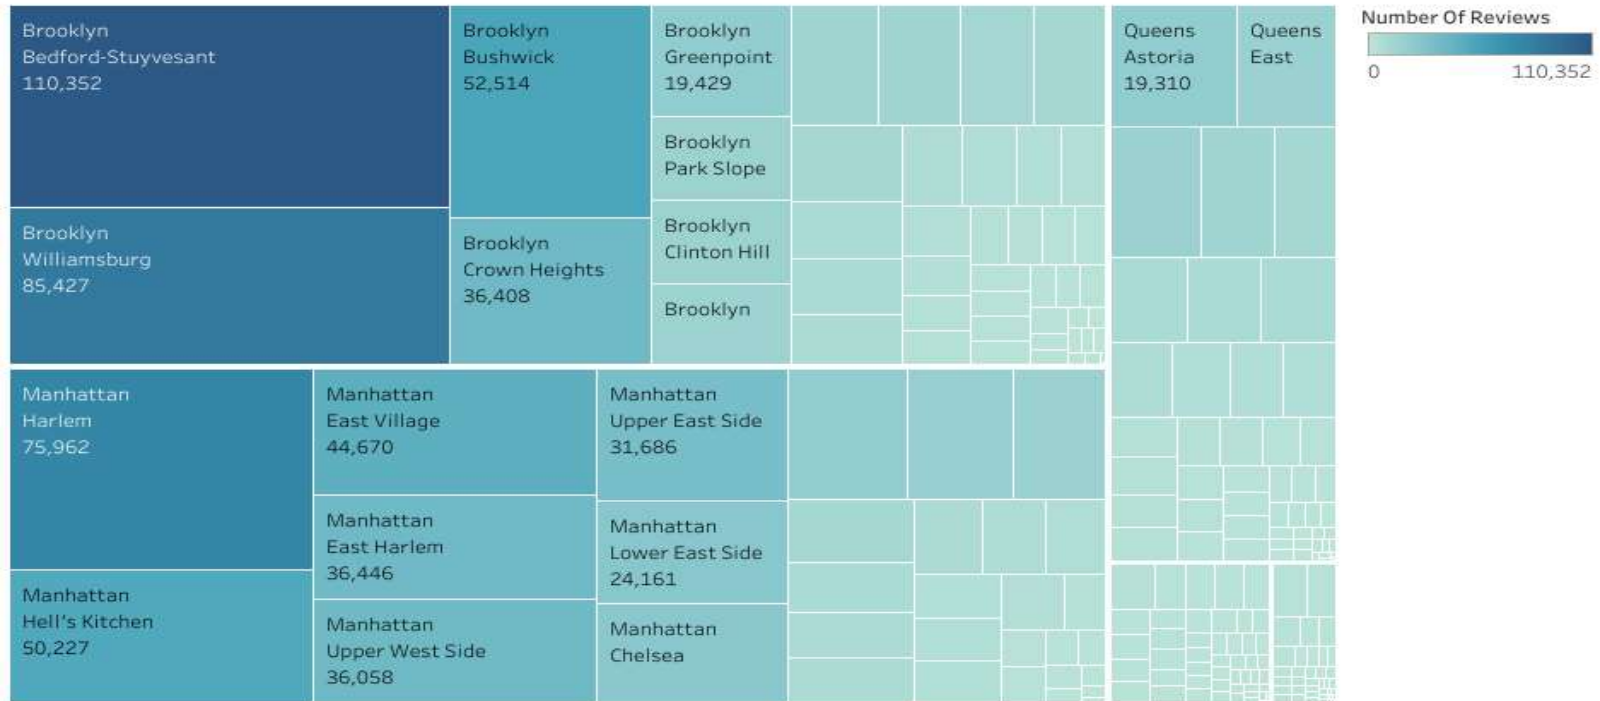 Brooklyn
Bedford-Stuyvesant
110,352
Brooklyn
Bushwick
52,514
Brooklyn
Greenpoint
19,429
Queens
Astoria
19,310
Queens
East
Number Of Reviews
0
110,352
Brooklyn
Park Slope
Brooklyn
Williamsburg
85,427
Brooklyn
Crown Heights
36,408
Brooklyn
Clinton Hill
Brooklyn
Manhattan
Harlem
75,962
Manhattan
East Village
44,670
Manhattan
Upper East Side
31,686
Manhattan
East Harlem
36,446
Manhattan
Lower East Side
24,161
Manhattan
Hell's Kitchen
50,227
Manhattan
Upper West Side
36,058
Manhattan
Chelsea